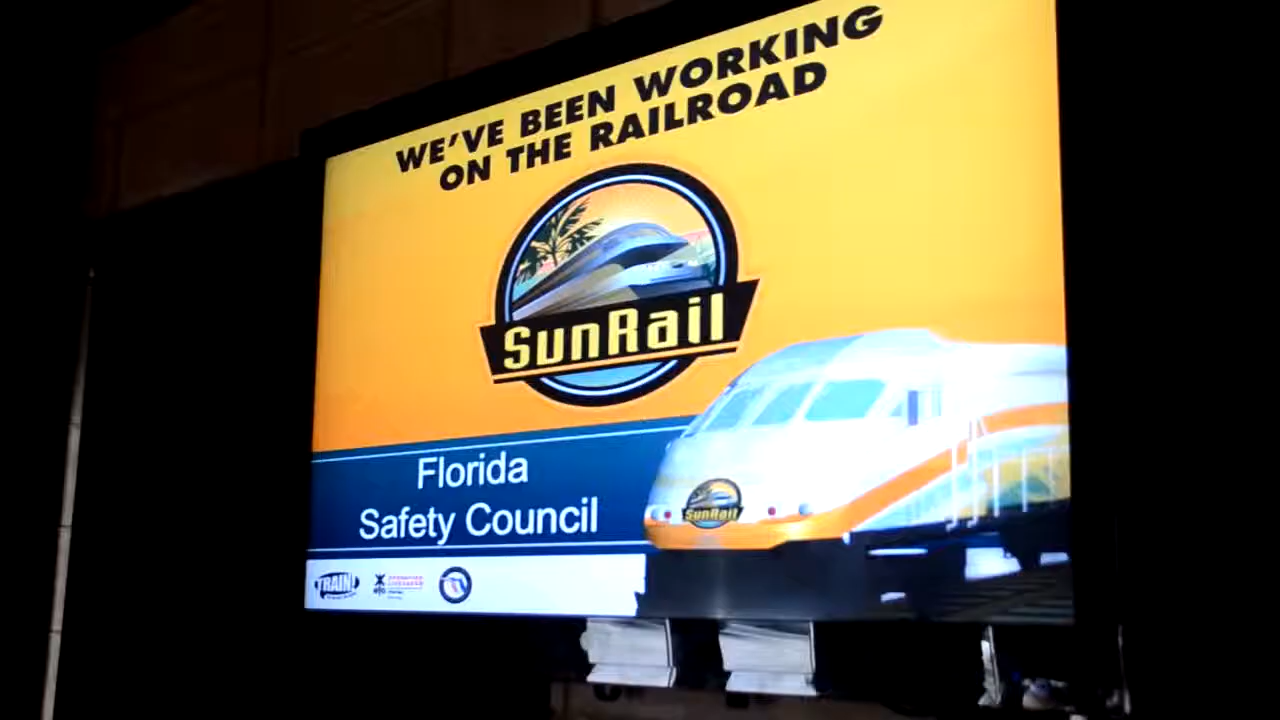 WE'VE BEEN WORKING
ON THE RAILROAD
SunRail
Florida
Safety Council
SunRail
TRAIN!